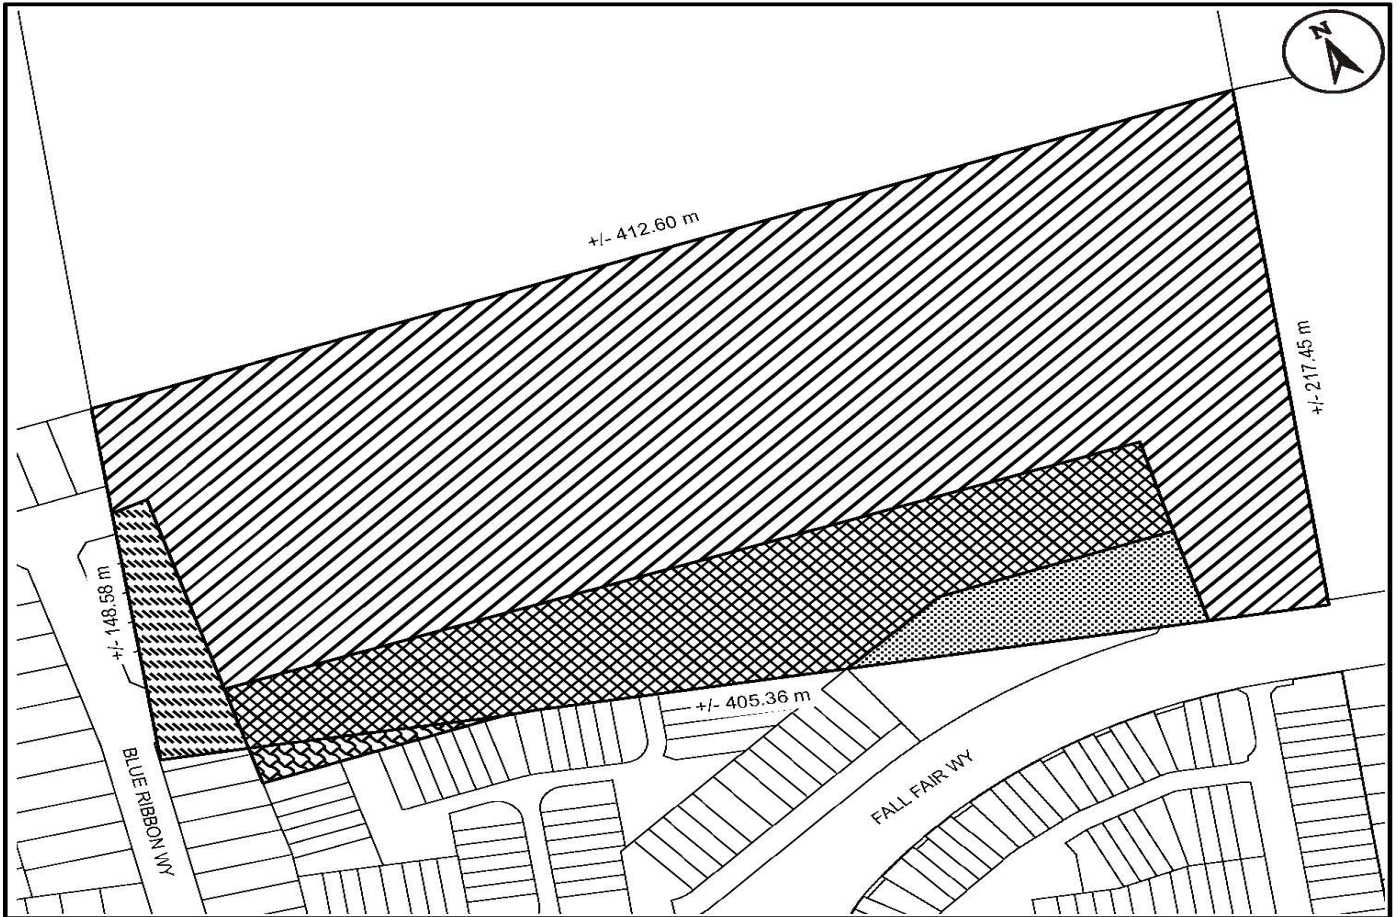 N
+/- 412.60 m
+/- 217.45 m
+/- 148.58 m
+/- 405.36 m
BLUE RIBBON WY
FALL FAIR WY